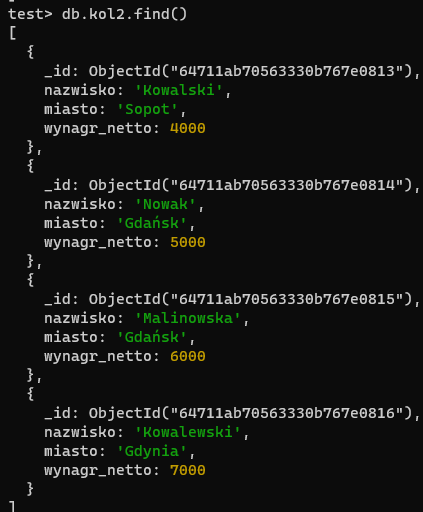 test> db.kol2.find()
[
  {
    _id: ObjectId("64711ab70563330b767e0813"),
    nazwisko: 'Kowalski',
    miasto: 'Sopot',
    wynagr_netto: 4000
  },
  {
    _id: ObjectId("64711ab70563330b767e0814"),
    nazwisko: 'Nowak',
    miasto: 'Gdańsk',
    wynagr_netto: 5000
  },
  {
    _id: ObjectId("64711ab70563330b767e0815"),
    nazwisko: 'Malinowska',
    miasto: 'Gdańsk',
    wynagr_netto: 6000
  },
  {
    _id: ObjectId("64711ab70563330b767e0816"),
    nazwisko: 'Kowalewski',
    miasto: 'Gdynia',
    wynagr_netto: 7000
  }
]